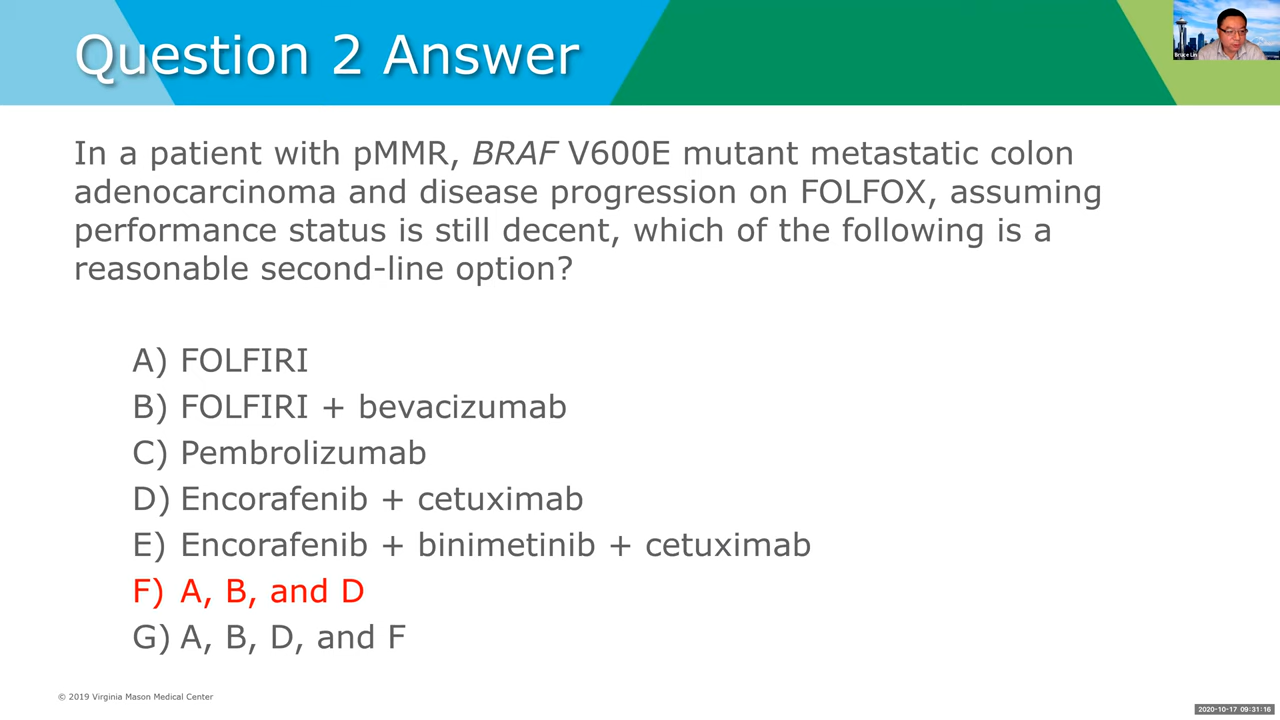 Question 2 Answer
Bruce Lin
In a patient with pMMR, BRAF V600E mutant metastatic colon
adenocarcinoma and disease progression on FOLFOX, assuming
performance status is still decent, which of the following is a
reasonable second-line option?
A) FOLFIRI
B) FOLFIRI + bevacizumab
C) Pembrolizumab
D) Encorafenib + cetuximab
E) Encorafenib + binimetinib + cetuximab
F) A, B, and D
G) A, B, D, and F
© 2019 Virginia Mason Medical Center
2020-10-17 09:31:16